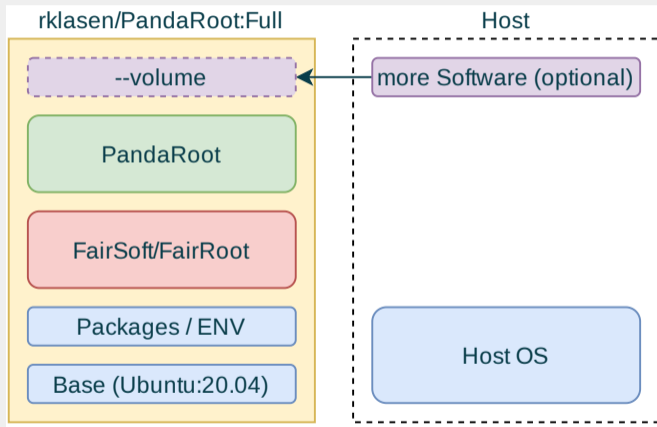 rklasen/PandaRoot:Full
Host
--volume
more Software (optional)
PandaRoot
FairSoft/FairRoot
Packages / ENV
Host OS
Base (Ubuntu:20.04)